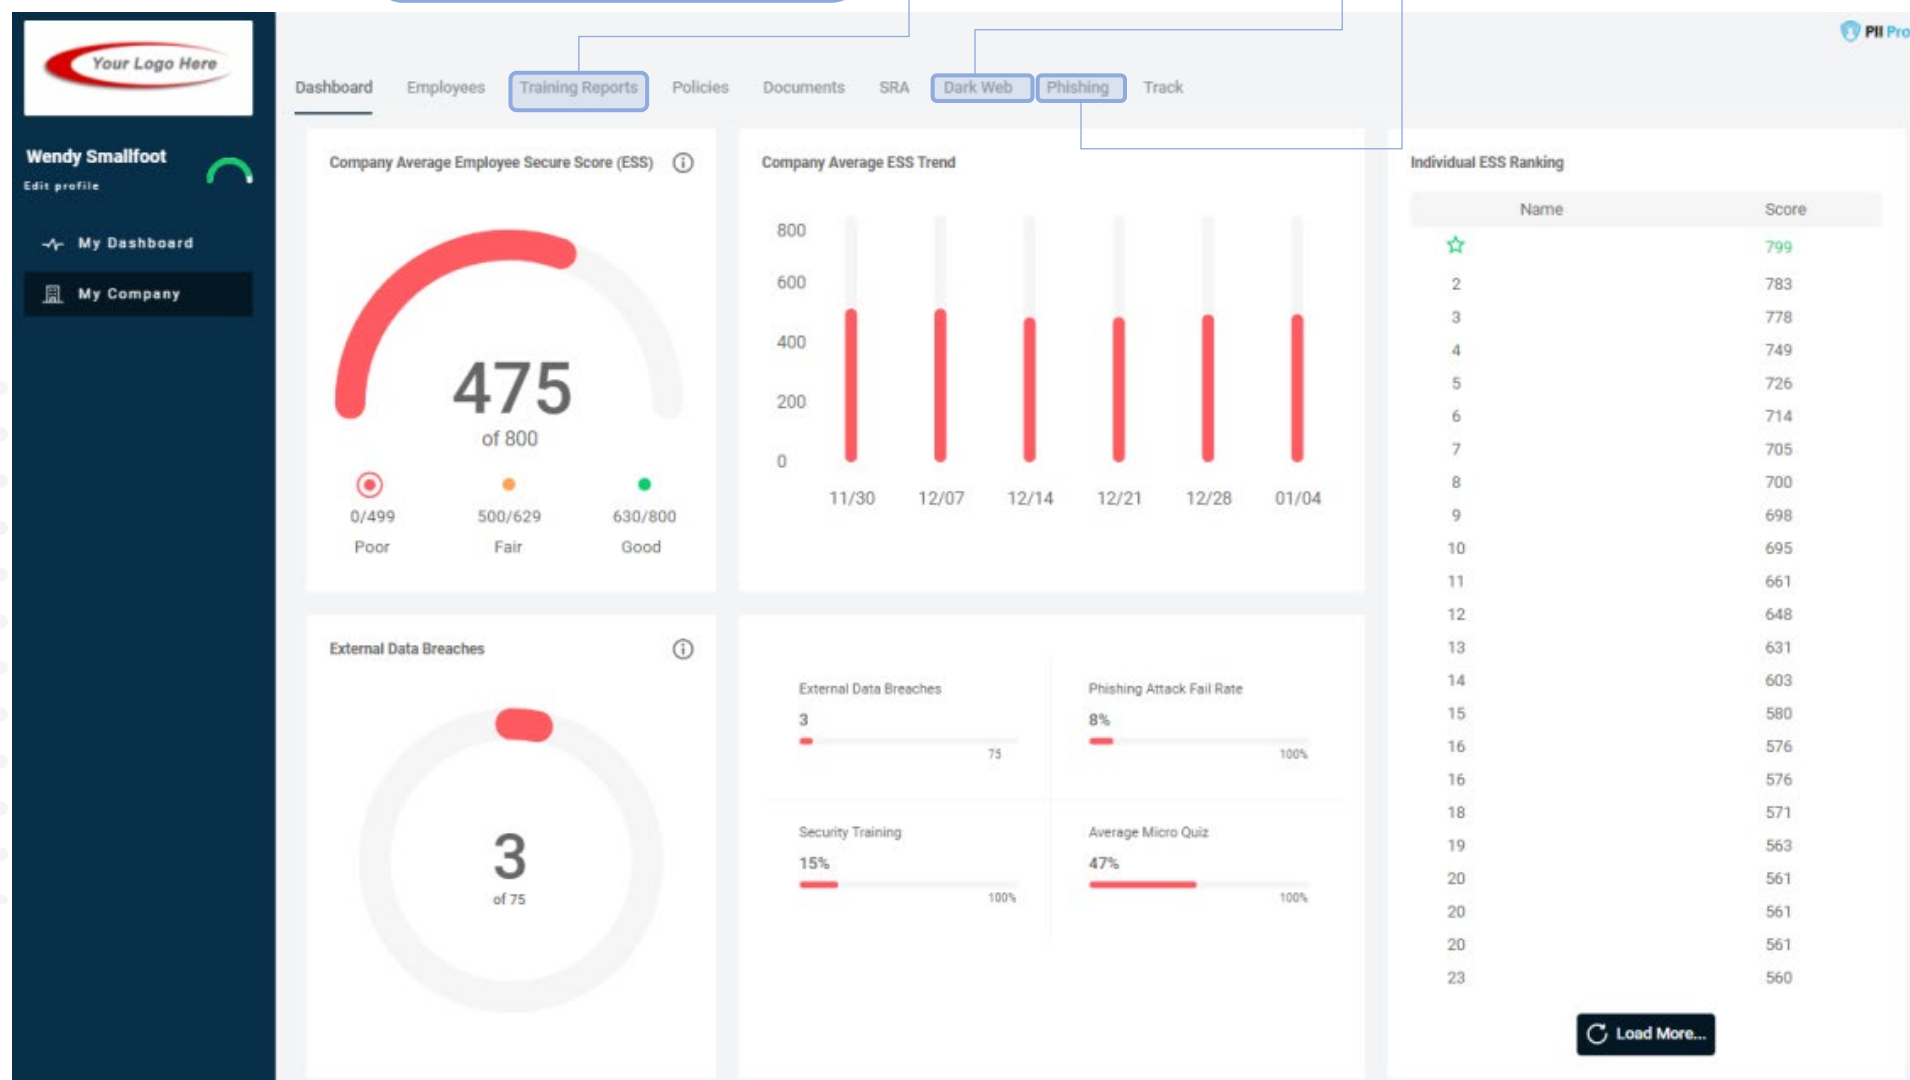 Your Logo Here
PII Pro
Dashboard Employees Training Reports Policies Documents SRA Dark Web Phishing Track
Wendy Smallfoot
Edit profile
My Dashboard
My Company
Company Average Employee Secure Score (ESS)
475
of 800
0/499 500/629 630/800
Poor Fair Good
Company Average ESS Trend
800
600
400
200
0
11/30 12/07 12/14 12/21 12/28 01/04
External Data Breaches
3
of 75
External Data Breaches
3
75
Phishing Attack Fail Rate
8%
100%
Security Training
15%
100%
Average Micro Quiz
47%
100%
Individual ESS Ranking
Name Score
799
2 783
3 778
4 749
5 726
6 714
7 705
8 700
9 698
10 695
11 661
12 648
13 631
14 603
15 580
16 576
16 576
18 571
19 563
20 561
20 561
20 561
23 560
Load More...